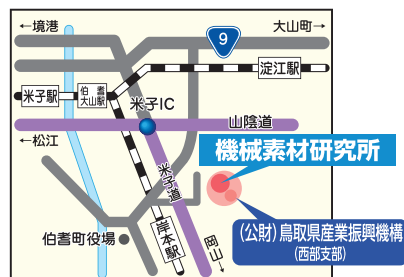 ←境港
大山町→
9
淀江駅
米子駅
伯耆
大山駅
米子IC
山陰道
←松江
機械素材研究所
米子道
(公財)鳥取県産業振興機構
(西部支部)
伯耆町役場
岸本駅
岡山→